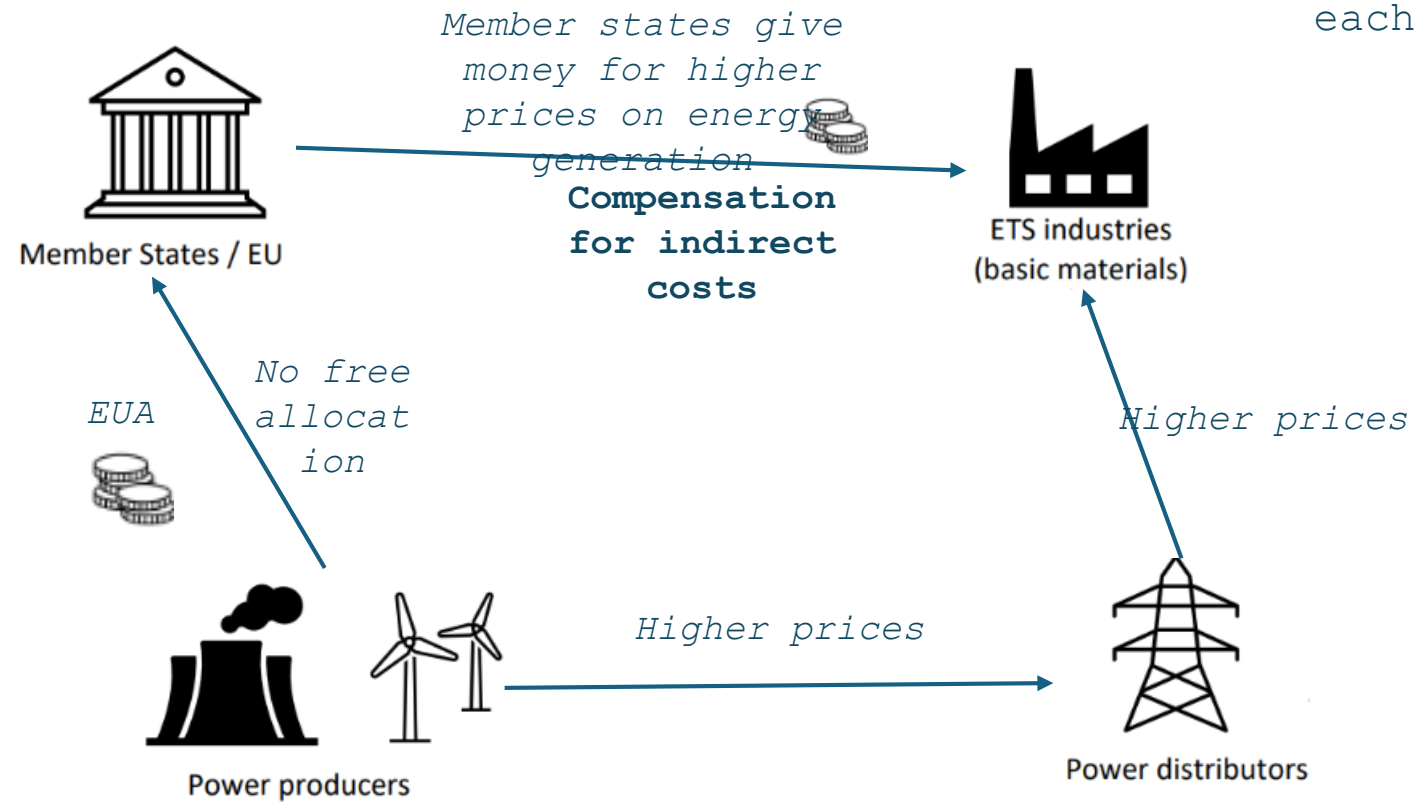 Member states give
money for higher
prices on energy
generation
each
Compensation
for indirect
costs
Member States / EU
ETS industries
(basic materials)
No free
allocat
ion
EUA
Higher prices
Higher prices
Power producers
Power distributors